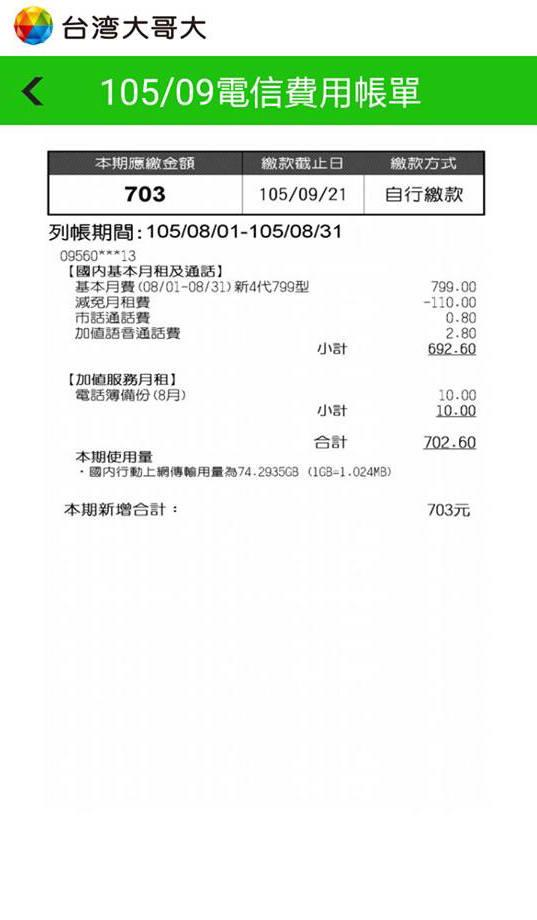 台湾大哥大
105/09電信費用帳單
本期應繳金額 繳款截止日 繳款方式
703 105/09/21 自行繳款
列帳期間:105/08/01-105/08/31
09560***13
【國內基本月租及通話】
基本月費(08/01-08/31)新4代799型 799.00
減免月租費 -110.00
市話通話費 0.80
加值語音通話費 2.80
小計 692.60
【加值服務月租】
電話簿備份(8月) 10.00
小計 10.00
合計 702.60
本期使用量
・國內行動上網傳輸用量為74.2935GB (1GB=1.024MB)
本期新增合計： 703元